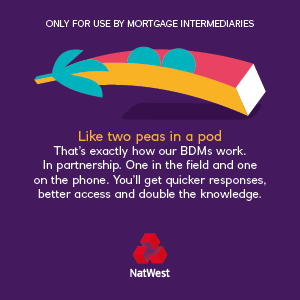 ONLY FOR USE BY MORTGAGE INTERMEDIARIES
Like two peas in a pod
That's exactly how our BDMs work.
In partnership. One in the field and one
on the phone. You'll get quicker responses,
better access and double the knowledge.
NatWest